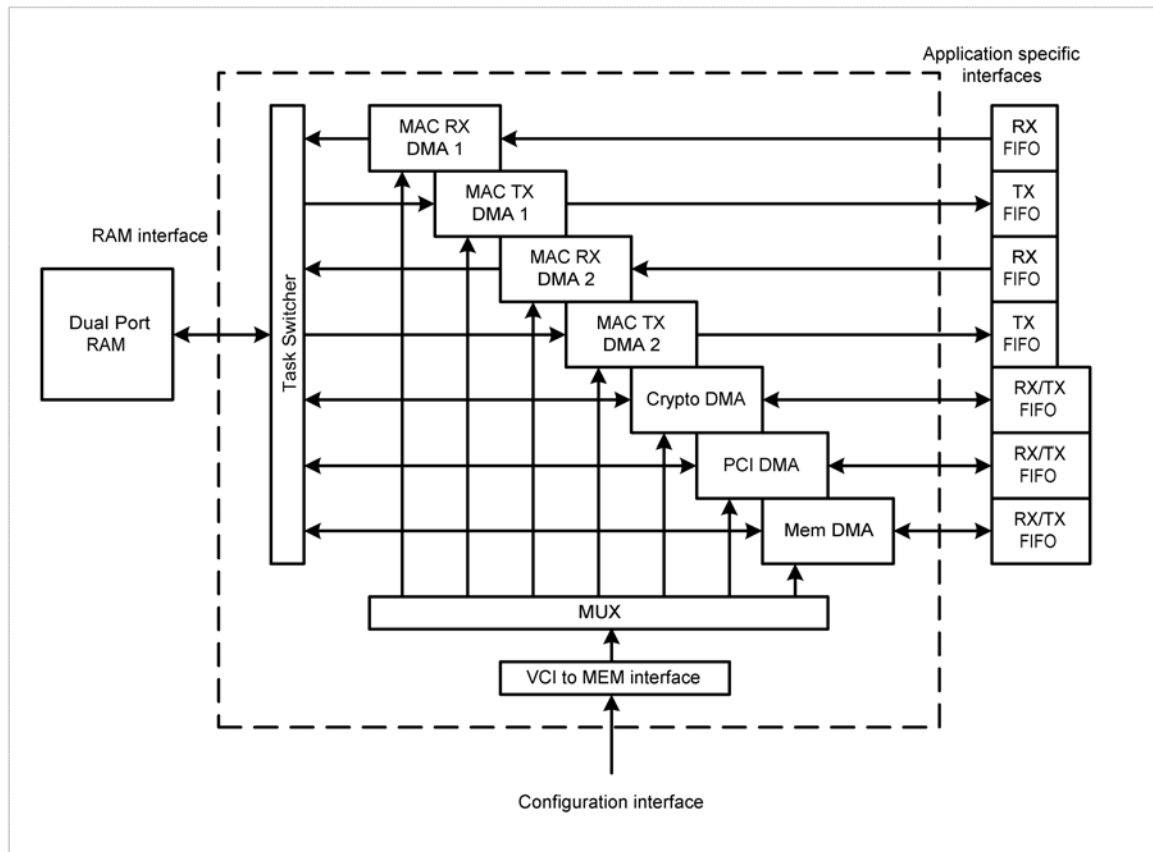 Application specific
interfaces
MAC RX
DMA 1
RX
FIFO
MAC TX
DMA 1
TX
FIFO
RAM interface
MAC RX
DMA 2
RX
FIFO
Dual Port
RAM
Task Switcher
MAC TX
DMA 2
TX
FIFO
Crypto DMA
RX/TX
FIFO
PCI DMA
RX/TX
FIFO
Mem DMA
RX/TX
FIFO
MUX
VCI to MEM interface
Configuration interface